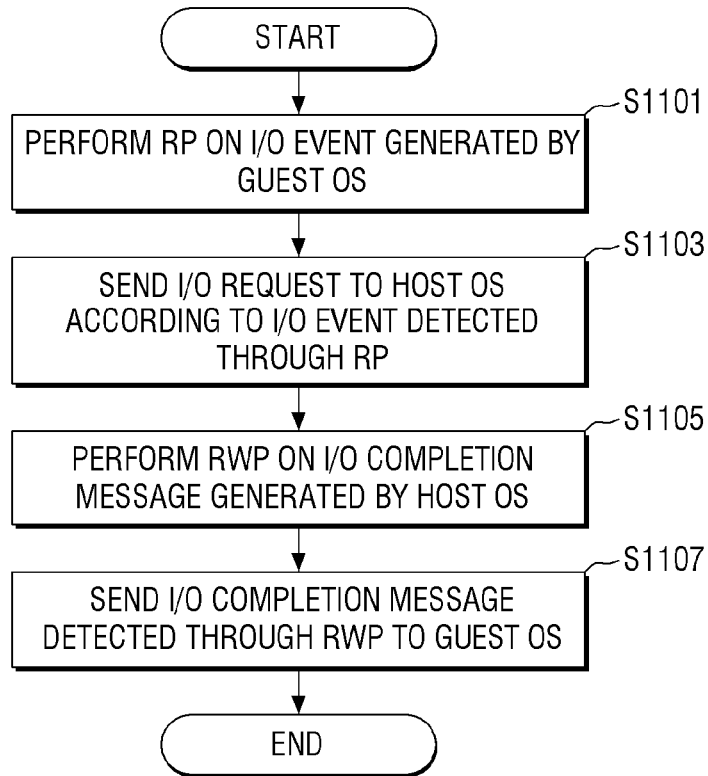 START
S1101
PERFORM RP ON I/O EVENT GENERATED BY
GUEST OS
S1103
SEND I/O REQUEST TO HOST OS
ACCORDING TO I/O EVENT DETECTED
THROUGH RP
S1105
PERFORM RWP ON I/O COMPLETION
MESSAGE GENERATED BY HOST OS
S1107
SEND I/O COMPLETION MESSAGE
DETECTED THROUGH RWP TO GUEST OS
END